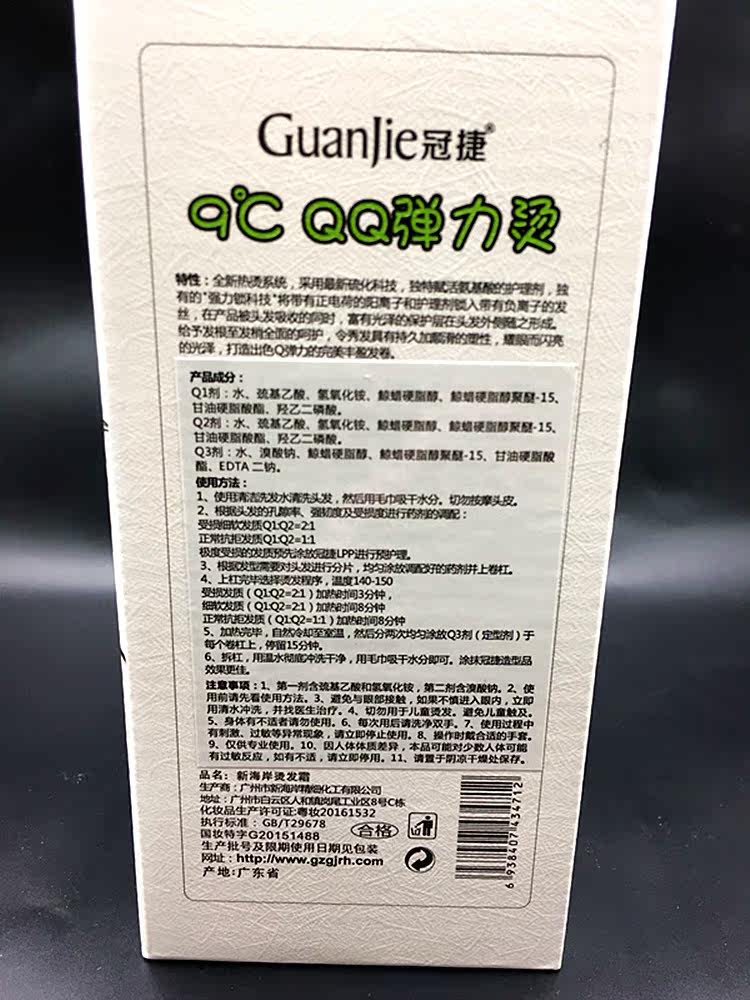 GuanJie冠捷®
9℃ QQ弹力烫
特性：全新热烫系统，采用最新硫化科技，独特赋活氨基酸的护理剂，独
有的"强力锁科技"将带有正电荷的阳离子和护理剂锁入带有负离子的发
丝，在产品被头发吸收的同时，富有光泽的保护层在头发外侧随之形成。
给予发根至发梢全面的呵护，令秀发具有持久加顺滑的塑性，耀眼而闪亮
的光泽，打造出色Q弹力的完美丰盈发卷。
产品成分：
Q1剂：水、巯基乙酸、氢氧化铵、鲸蜡硬脂醇、鲸蜡硬脂醇聚醚-15、
甘油硬脂酸酯、羟乙二磷酸。
Q2剂：水、巯基乙酸、氢氧化铵、鲸蜡硬脂醇、鲸蜡硬脂醇聚醚-15、
甘油硬脂酸酯、羟乙二磷酸。
Q3剂：水、溴酸钠、鲸蜡硬脂醇、鲸蜡硬脂醇聚醚-15、甘油硬脂酸
酯、EDTA 二钠。
使用方法：
1、使用清洁洗发水清洗头发，然后用毛巾吸干水分。切勿按摩头皮。
2、根据头发的孔隙率、强韧度及受损度进行药剂的调配：
受损细软发质Q1:Q2=2:1
正常抗拒发质Q1:Q2=1:1
极度受损的发质预先涂放冠捷LPP进行预护理。
3、根据发型需要对头发进行分片，均匀涂放调配好的药剂并上卷杠。
4、上杠完毕选择烫发程序，温度140-150
受损发质（Q1:Q2=2:1）加热时间3分钟，
细软发质（Q1:Q2=2:1）加热时间8分钟
正常抗拒发质（Q1:Q2=1:1）加热时间8分钟
5、加热完毕，自然冷却至室温，然后分两次均匀涂放Q3剂（定型剂）于
每个卷杠上，停留15分钟。
6、拆杠，用温水彻底冲洗干净，用毛巾吸干水分即可。涂抹冠捷造型品
效果更佳。
注意事项：1、第一剂含巯基乙酸和氢氧化铵，第二剂含溴酸钠。2、使
用前请先看使用方法。3、避免与眼部接触，如果不慎进入眼内，立即
用清水冲洗，并找医生治疗。4、切勿用于儿童烫发。避免儿童触及。
5、身体有不适者请勿使用。6、每次用后请洗净双手。7、使用过程中
有刺激、过敏等异常现象，请立即停止使用。8、操作时戴合适的手套。
9、仅供专业使用。10、因人体体质差异，本品可能对少数人体可能
有过敏反应，如有不适，请立即停用。11、请置于阴凉干燥处保存。
品名：新海岸烫发霜
生产商：广州市新海岸精细化工有限公司
地址：广州市白云区人和镇岗尾工业区8号C栋
化妆品生产许可证：粤妆20161532
执行标准：GB/T29678
国妆特字G20151488
生产批号及限期使用日期见包装
网址：http://www.gzgjrh.com
产地：广东省
合格
6 938407 434712